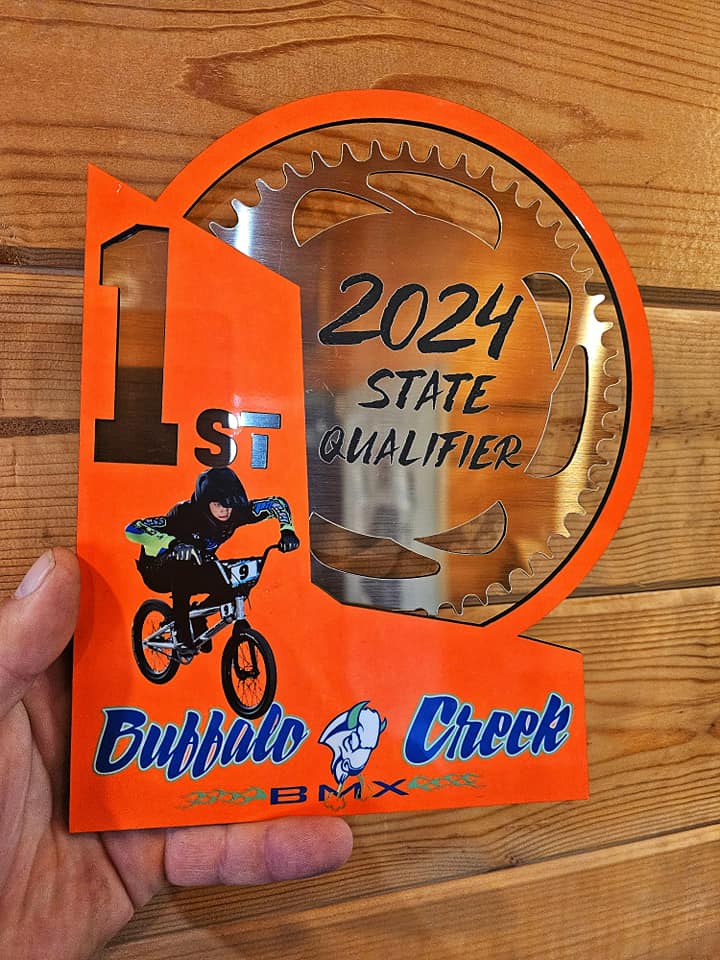 2024
STATE
QUALIFIER
1ST
9
Buffalo Creek
BMX